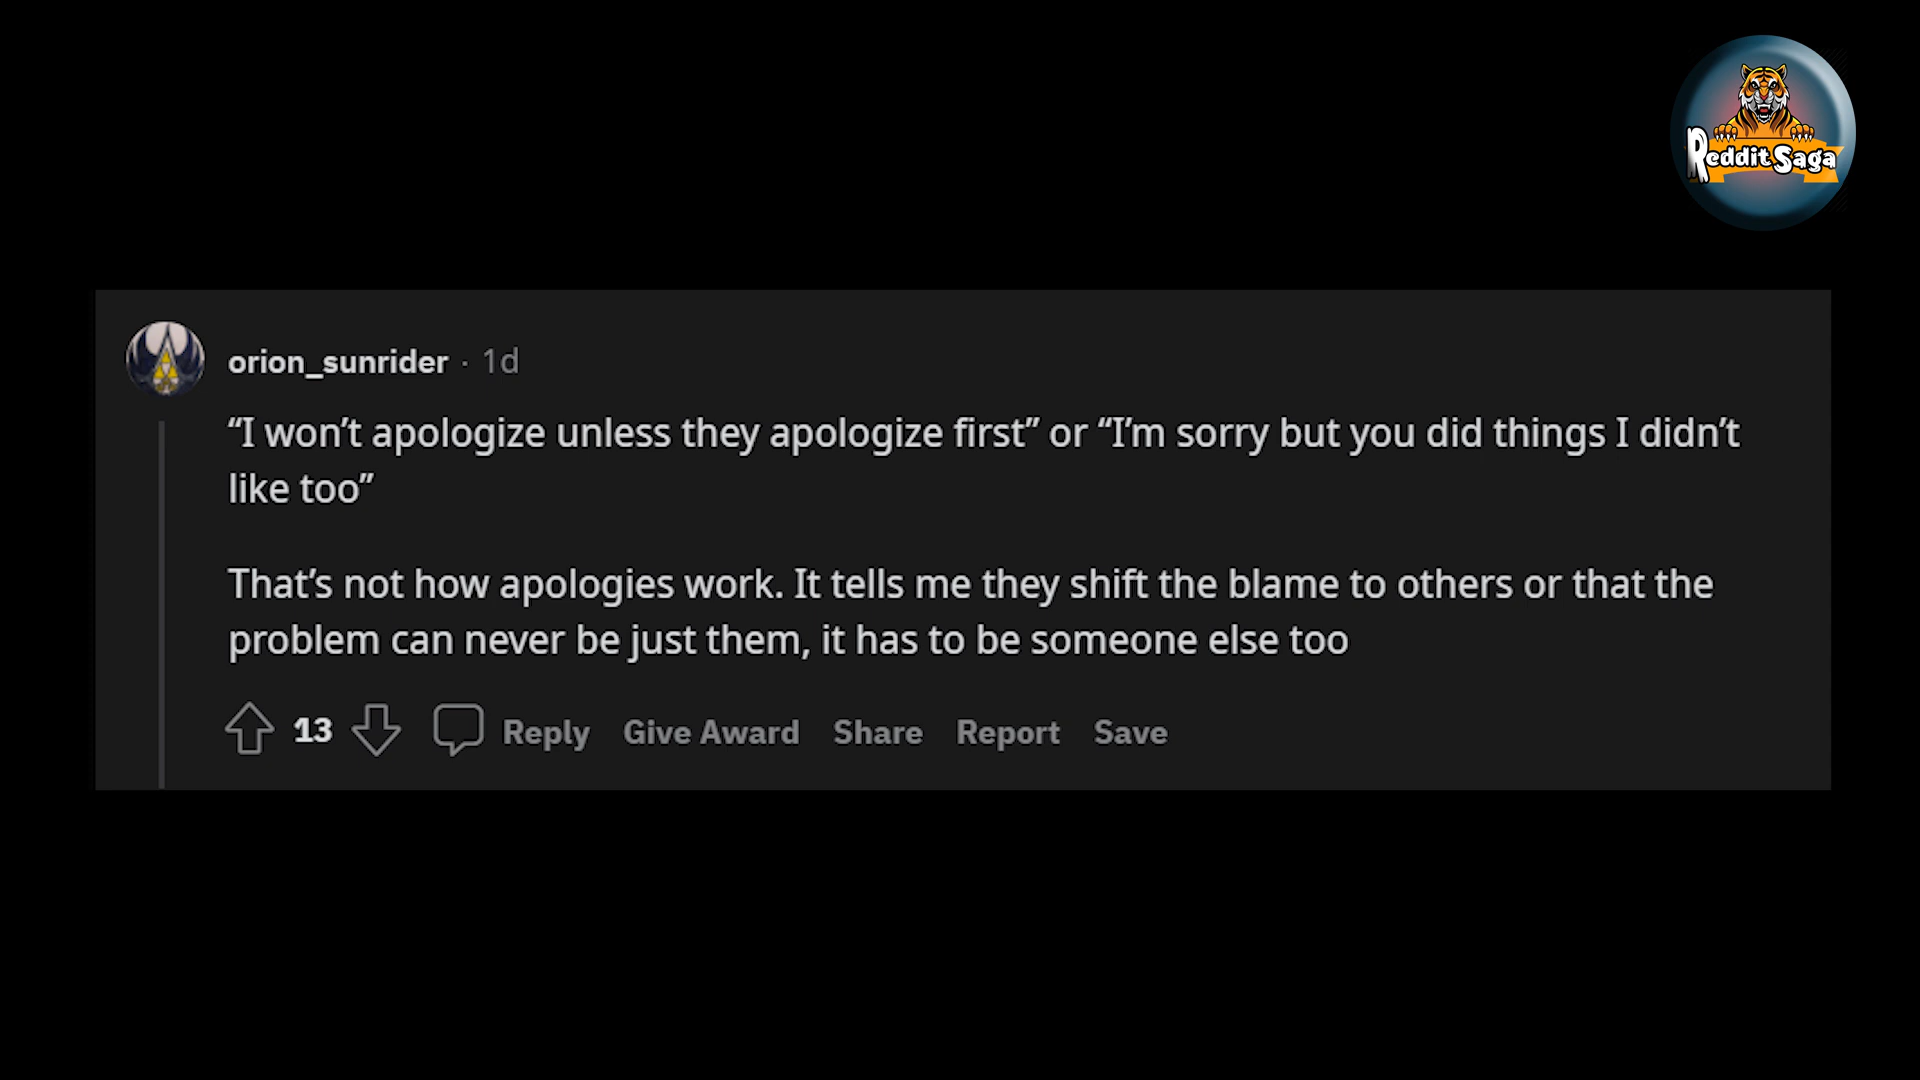 Reddit Saga
orion_sunrider · 1d
“I won’t apologize unless they apologize first” or “I’m sorry but you did things I didn’t
like too”
That’s not how apologies work. It tells me they shift the blame to others or that the
problem can never be just them, it has to be someone else too
13 Reply Give Award Share Report Save